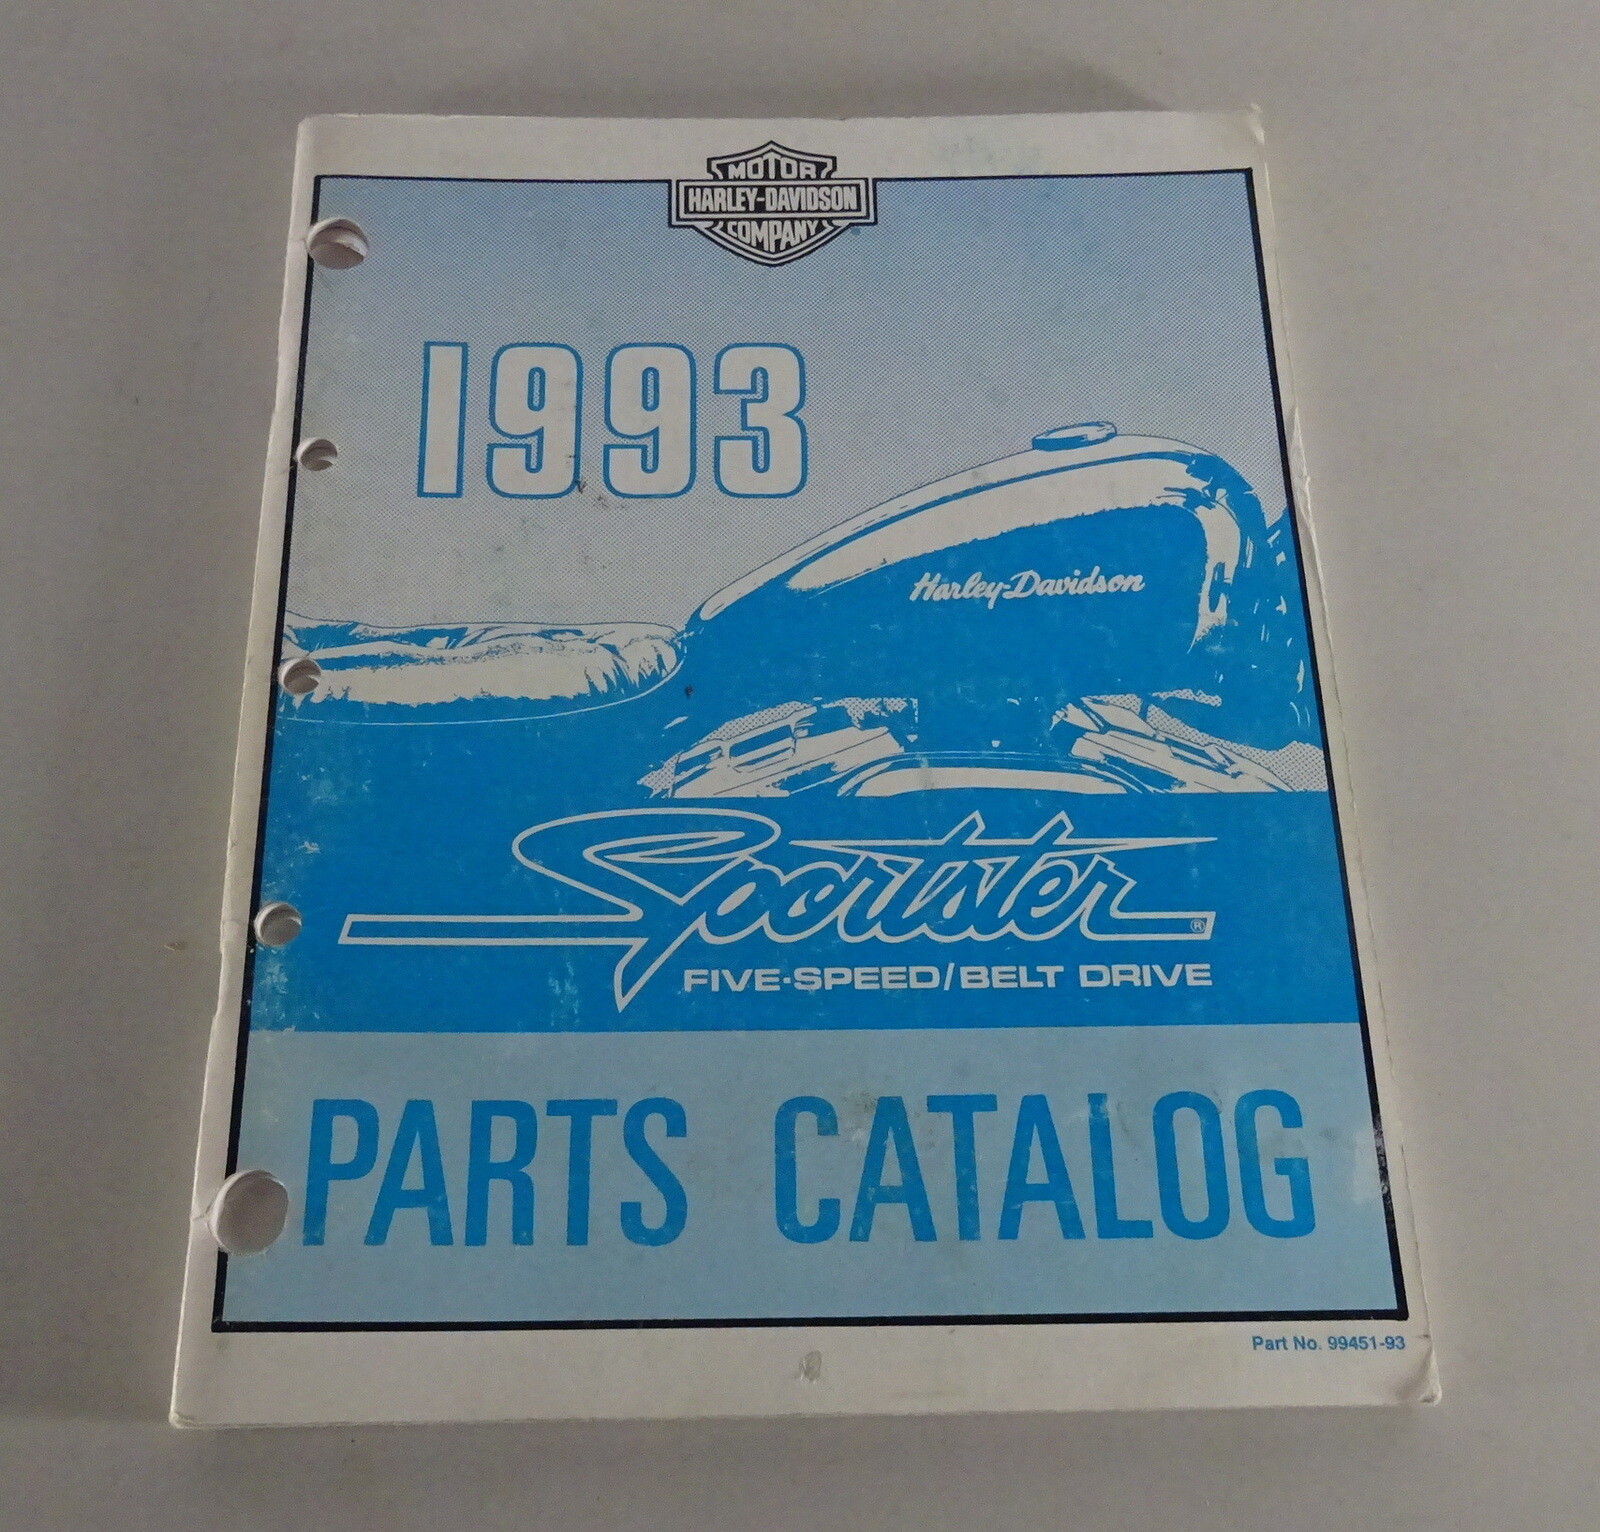 MOTOR
HARLEY-DAVIDSON
COMPANY
1993
Harley-Davidson
Sportster®
FIVE-SPEED/BELT DRIVE
PARTS CATALOG
Part No. 99451-93